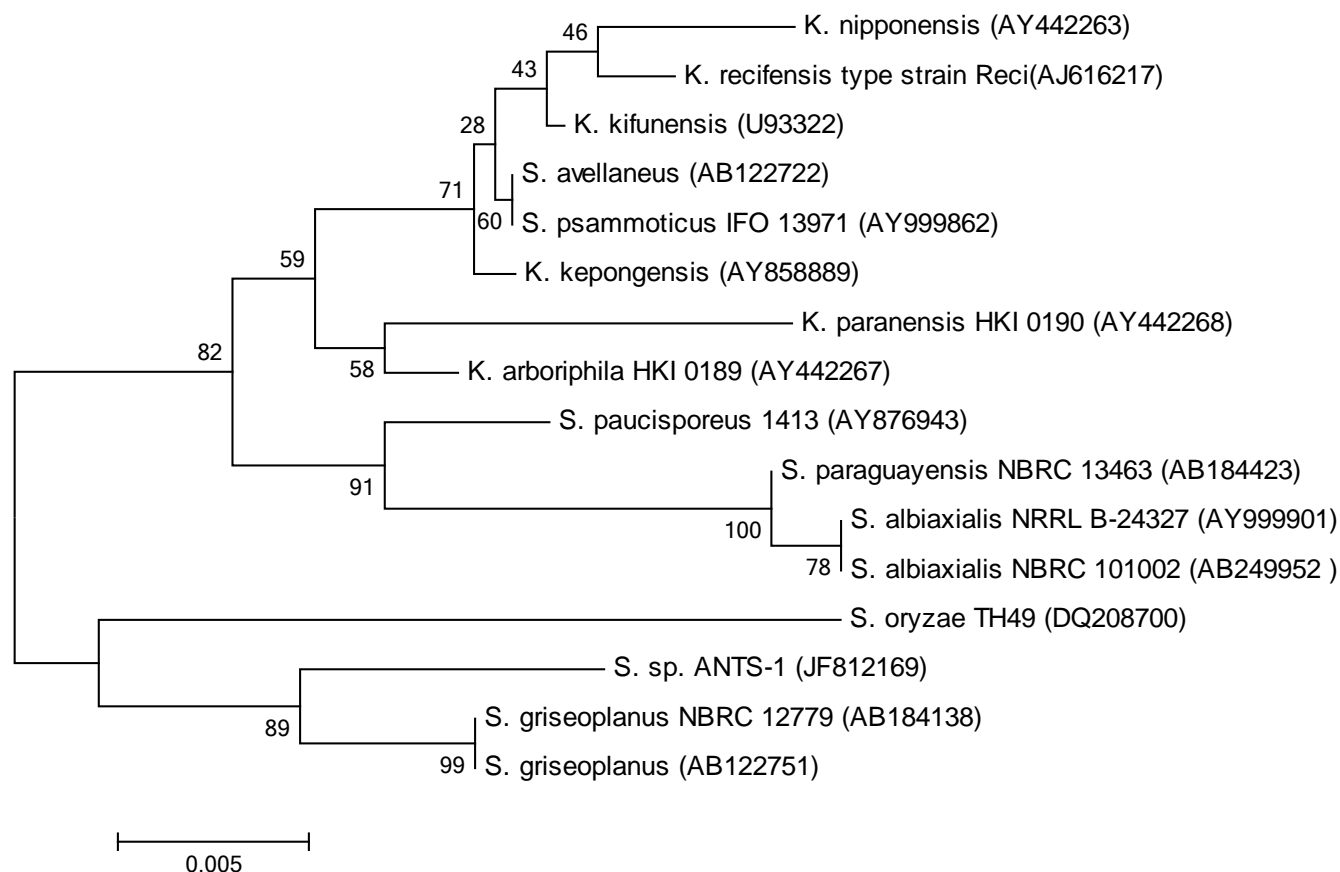 46
K. nipponensis (AY442263)
43
K. recifensis type strain Reci(AJ616217)
28
K. kifunensis (U93322)
S. avellaneus (AB122722)
71
60
S. psammoticus IFO 13971 (AY999862)
59
K. kepongensis (AY858889)
K. paranensis HKI 0190 (AY442268)
82
58
K. arboriphila HKI 0189 (AY442267)
S. paucisporeus 1413 (AY876943)
91
S. paraguayensis NBRC 13463 (AB184423)
100
S. albiaxialis NRRL B-24327 (AY999901)
78
S. albiaxialis NBRC 101002 (AB249952 )
S. oryzae TH49 (DQ208700)
S. sp. ANTS-1 (JF812169)
89
S. griseoplanus NBRC 12779 (AB184138)
99
S. griseoplanus (AB122751)
0.005